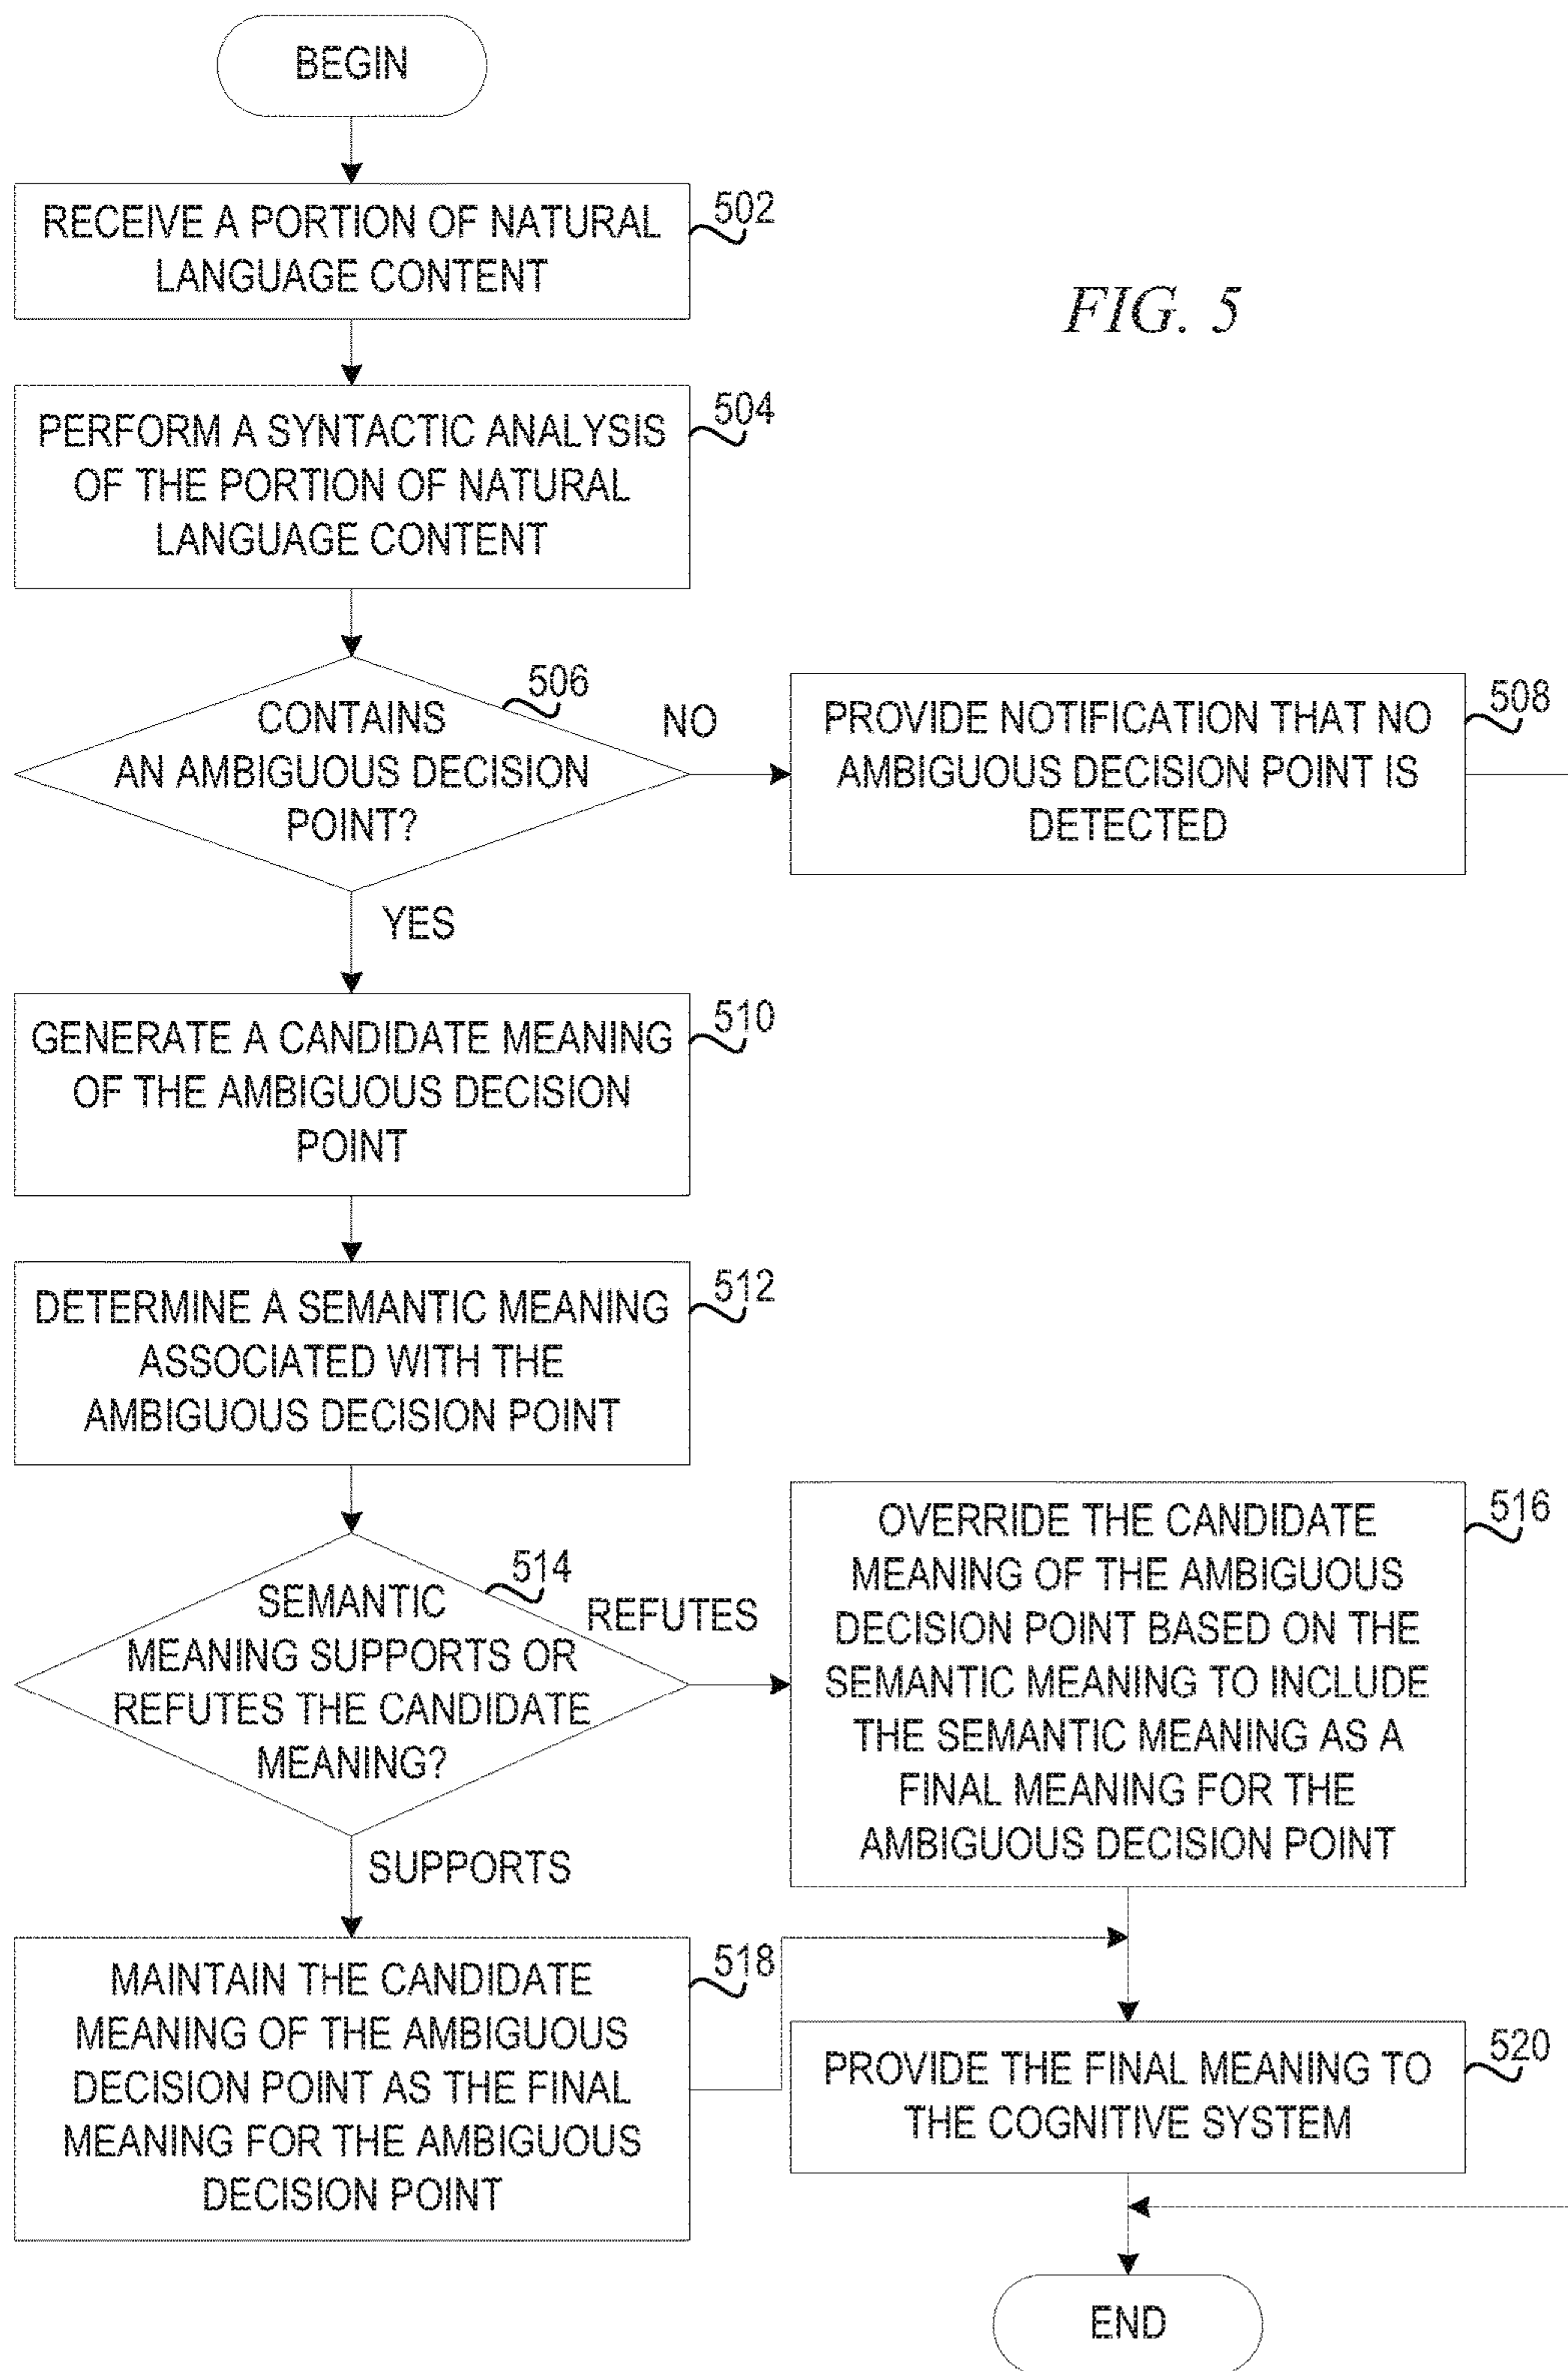 BEGIN
RECEIVE A PORTION OF NATURAL
LANGUAGE CONTENT
502
FIG. 5
PERFORM A SYNTACTIC ANALYSIS
OF THE PORTION OF NATURAL
LANGUAGE CONTENT
504
CONTAINS
AN AMBIGUOUS DECISION
POINT?
506
NO
PROVIDE NOTIFICATION THAT NO
AMBIGUOUS DECISION POINT IS
DETECTED
508
YES
GENERATE A CANDIDATE MEANING
OF THE AMBIGUOUS DECISION
POINT
510
DETERMINE A SEMANTIC MEANING
ASSOCIATED WITH THE
AMBIGUOUS DECISION POINT
512
SEMANTIC
MEANING SUPPORTS OR
REFUTES THE CANDIDATE
MEANING?
514
REFUTES
OVERRIDE THE CANDIDATE
MEANING OF THE AMBIGUOUS
DECISION POINT BASED ON THE
SEMANTIC MEANING TO INCLUDE
THE SEMANTIC MEANING AS A
FINAL MEANING FOR THE
AMBIGUOUS DECISION POINT
516
SUPPORTS
MAINTAIN THE CANDIDATE
MEANING OF THE AMBIGUOUS
DECISION POINT AS THE FINAL
MEANING FOR THE AMBIGUOUS
DECISION POINT
518
PROVIDE THE FINAL MEANING TO
THE COGNITIVE SYSTEM
520
END